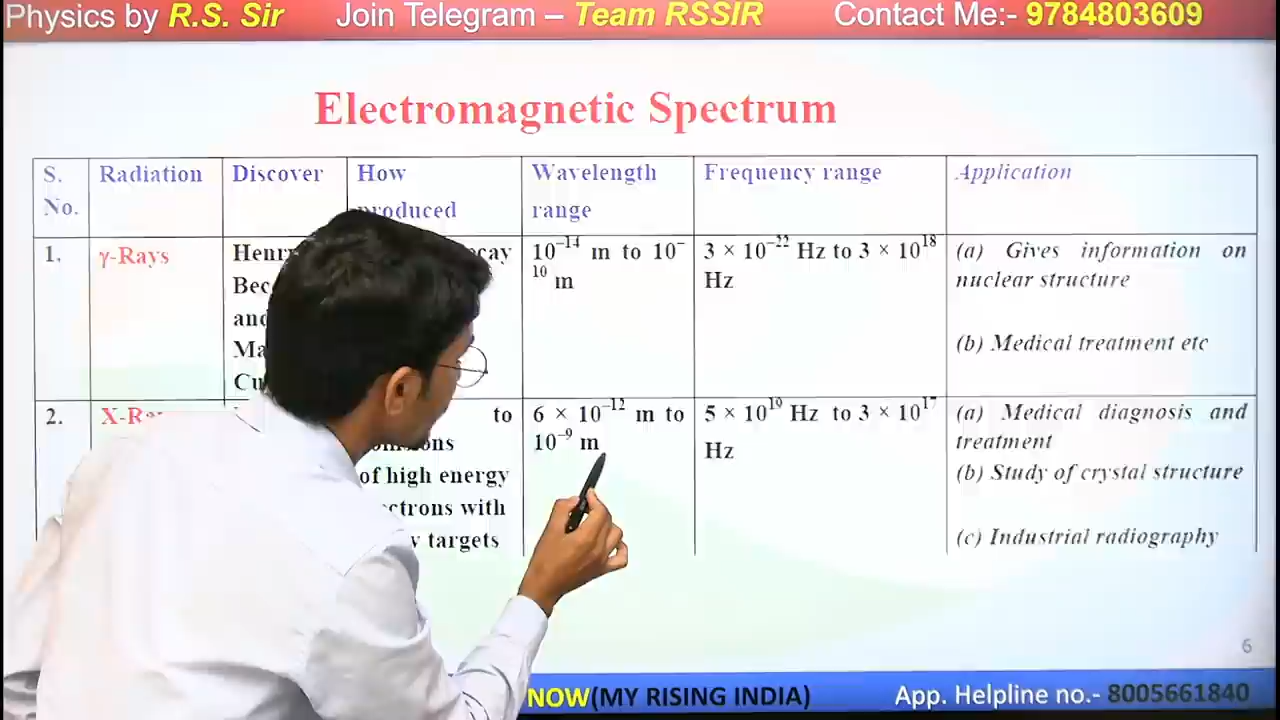 Physics by R.S. Sir Join Telegram – Team RSSIR Contact Me:- 9784803609
Electromagnetic Spectrum
S. No.
Radiation
Discover
How produced
Wavelength range
Frequency range
Application
1.
γ-Rays
10⁻¹⁴ m to 10⁻
¹⁰ m
3 × 10⁻²² Hz to 3 × 10¹⁸
Hz
(a) Gives information on
nuclear structure
(b) Medical treatment etc
2.
to
of high energy
with
targets
6 × 10⁻¹² m to
10⁻⁹ m
5 × 10¹⁹ Hz to 3 × 10¹⁷
Hz
(a) Medical diagnosis and
treatment
(b) Study of crystal structure
(c) Industrial radiography
6
NOW(MY RISING INDIA) App. Helpline no.- 8005661840